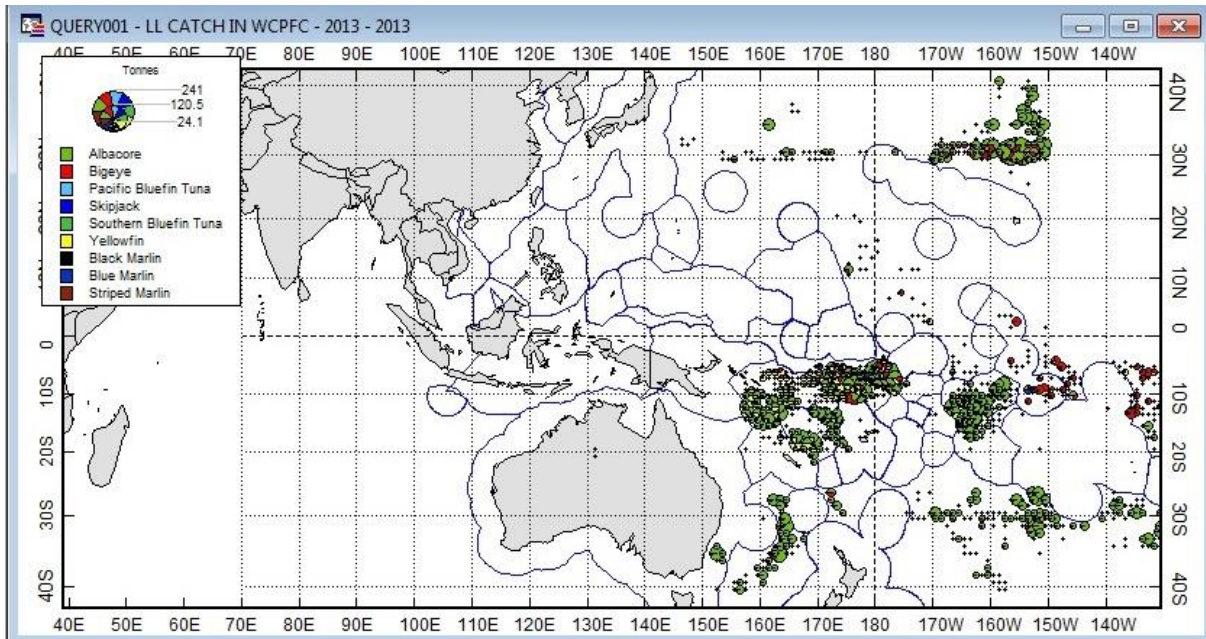 QUERY001 - LL CATCH IN WCPFC - 2013 - 2013
40E 50E 60E 70E 80E 90E 100E 110E 120E 130E 140E 150E 160E 170E 180 170W 160W 150W 140W
Tonnes
241
120.5
24.1
Albacore
Bigeye
Pacific Bluefin Tuna
Skipjack
Southern Bluefin Tuna
Yellowfin
Black Marlin
Blue Marlin
Striped Marlin
0
10S
20S
30S
40S
40N
30N
20N
10N
0
10S
20S
30S
40S
40E 50E 60E 70E 80E 90E 100E 110E 120E 130E 140E 150E 160E 170E 180 170W 160W 150W 140W